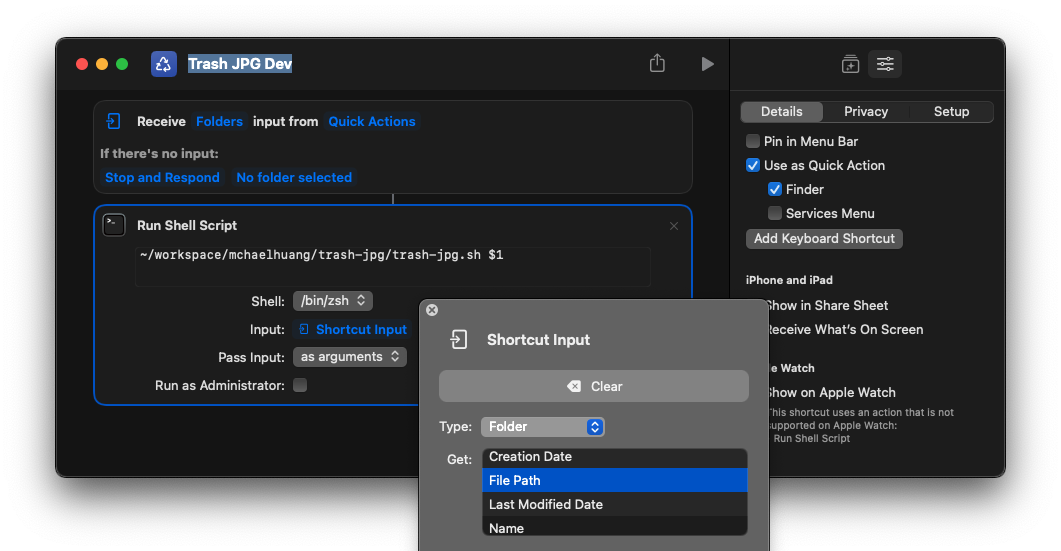 Trash JPG Dev
Receive Folders input from Quick Actions
If there's no input:
Stop and Respond No folder selected
Run Shell Script
~/workspace/mchaelhuang/trash-jpg/trash-jpg.sh $1
Shell: /bin/zsh
Input: Shortcut Input
Pass Input: as arguments
Run as Administrator:
Shortcut Input
Clear
Type: Folder
Get:
Creation Date
File Path
Last Modified Date
Name
Details Privacy Setup
Pin in Menu Bar
Use as Quick Action
Finder
Services Menu
Add Keyboard Shortcut
iPhone and iPad
Show in Share Sheet
Receive What's On Screen
le Watch
Show on Apple Watch
This shortcut uses an action that is not
supported on Apple Watch:
Run Shell Script